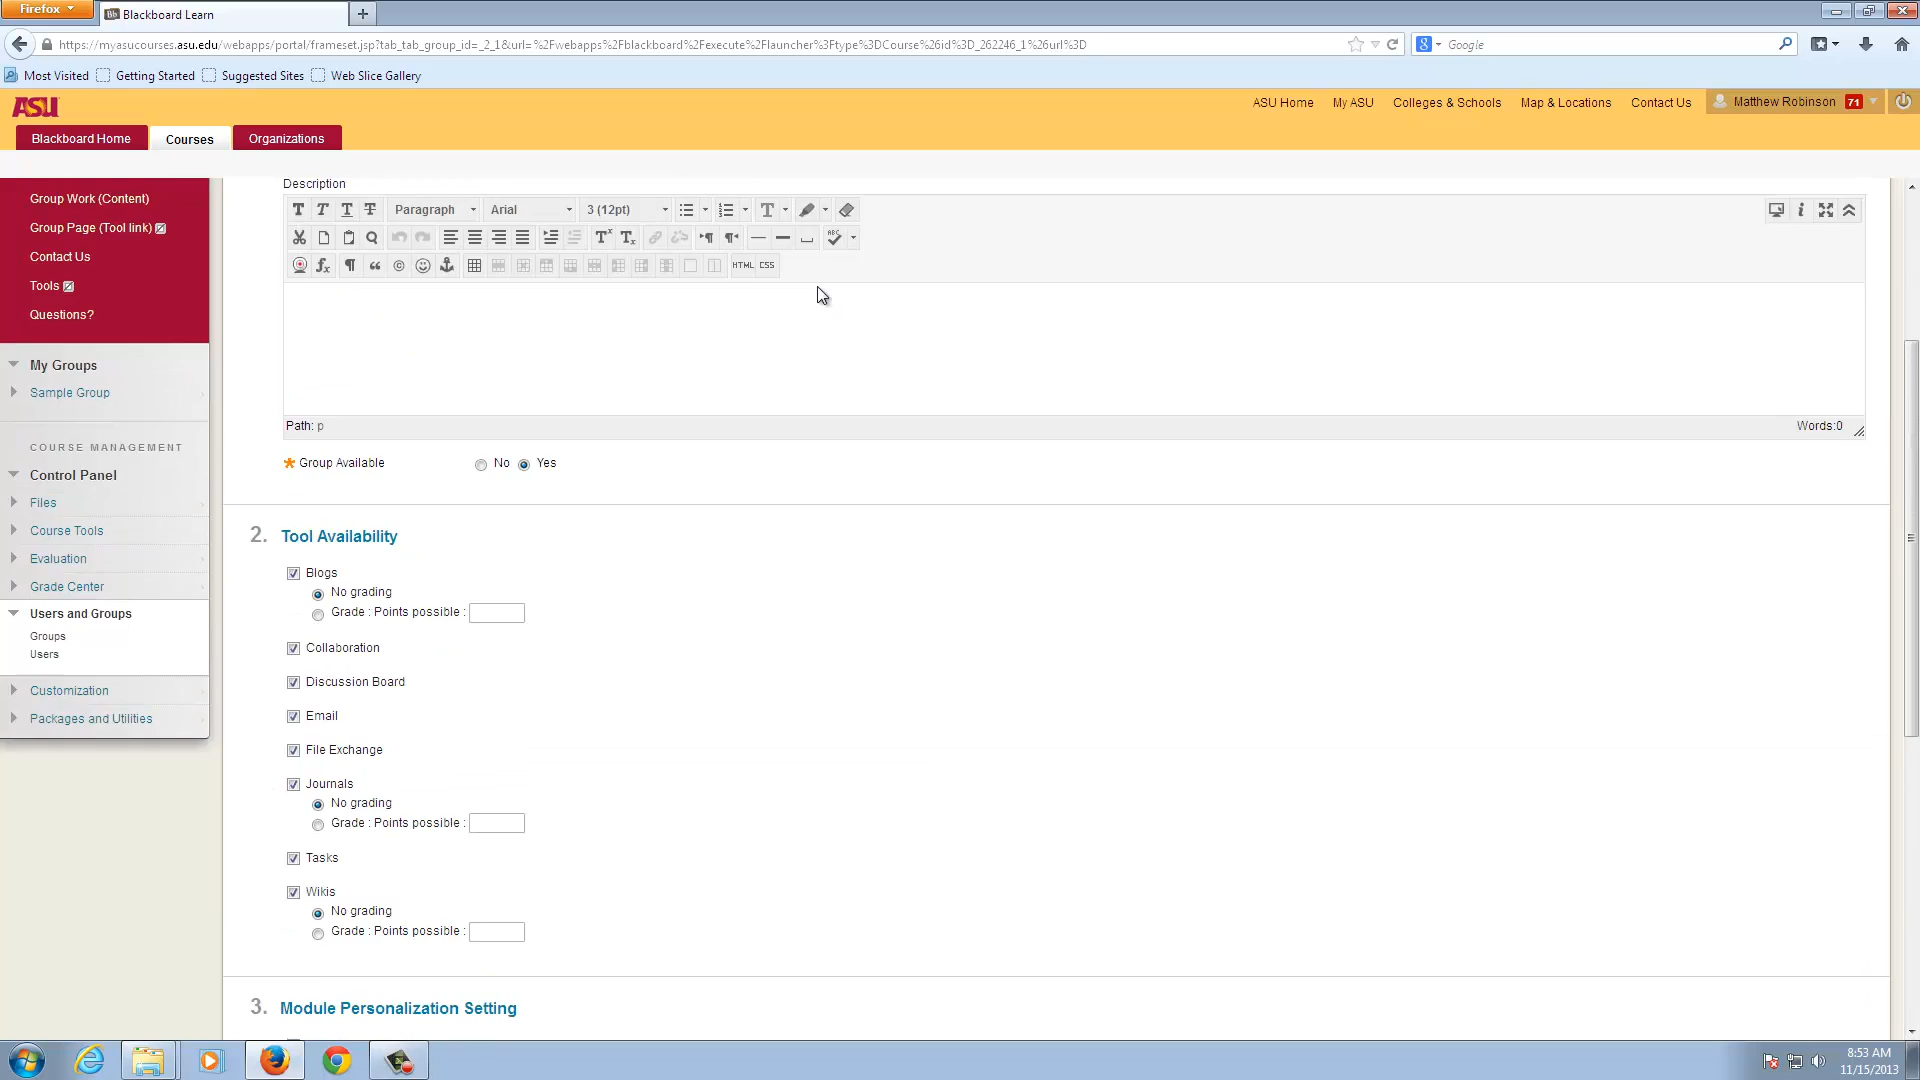 Firefox
Blackboard Learn
https://myasucourses.asu.edu/webapps/portal/frameset.jsp?tab_tab_group_id=_2_1&url=%2Fwebapps%2Fblackboard%2Fexecute%2Flauncher%3Ftype%3DCourse%26id%3D_262246_1%26url%3D
Google
Most Visited Getting Started Suggested Sites Web Slice Gallery
ASU
ASU Home My ASU Colleges & Schools Map & Locations Contact Us Matthew Robinson 71
Blackboard Home Courses Organizations
Group Work (Content)
Group Page (Tool link)
Contact Us
Tools
Questions?
My Groups
Sample Group
COURSE MANAGEMENT
Control Panel
Files
Course Tools
Evaluation
Grade Center
Users and Groups
Groups
Users
Customization
Packages and Utilities
Description
Paragraph Arial 3 (12pt)
HTML CSS
Path: p Words:0
Group Available No Yes
2. Tool Availability
Blogs
No grading
Grade : Points possible :
Collaboration
Discussion Board
Email
File Exchange
Journals
No grading
Grade : Points possible :
Tasks
Wikis
No grading
Grade : Points possible :
3. Module Personalization Setting
8:53 AM
11/15/2013